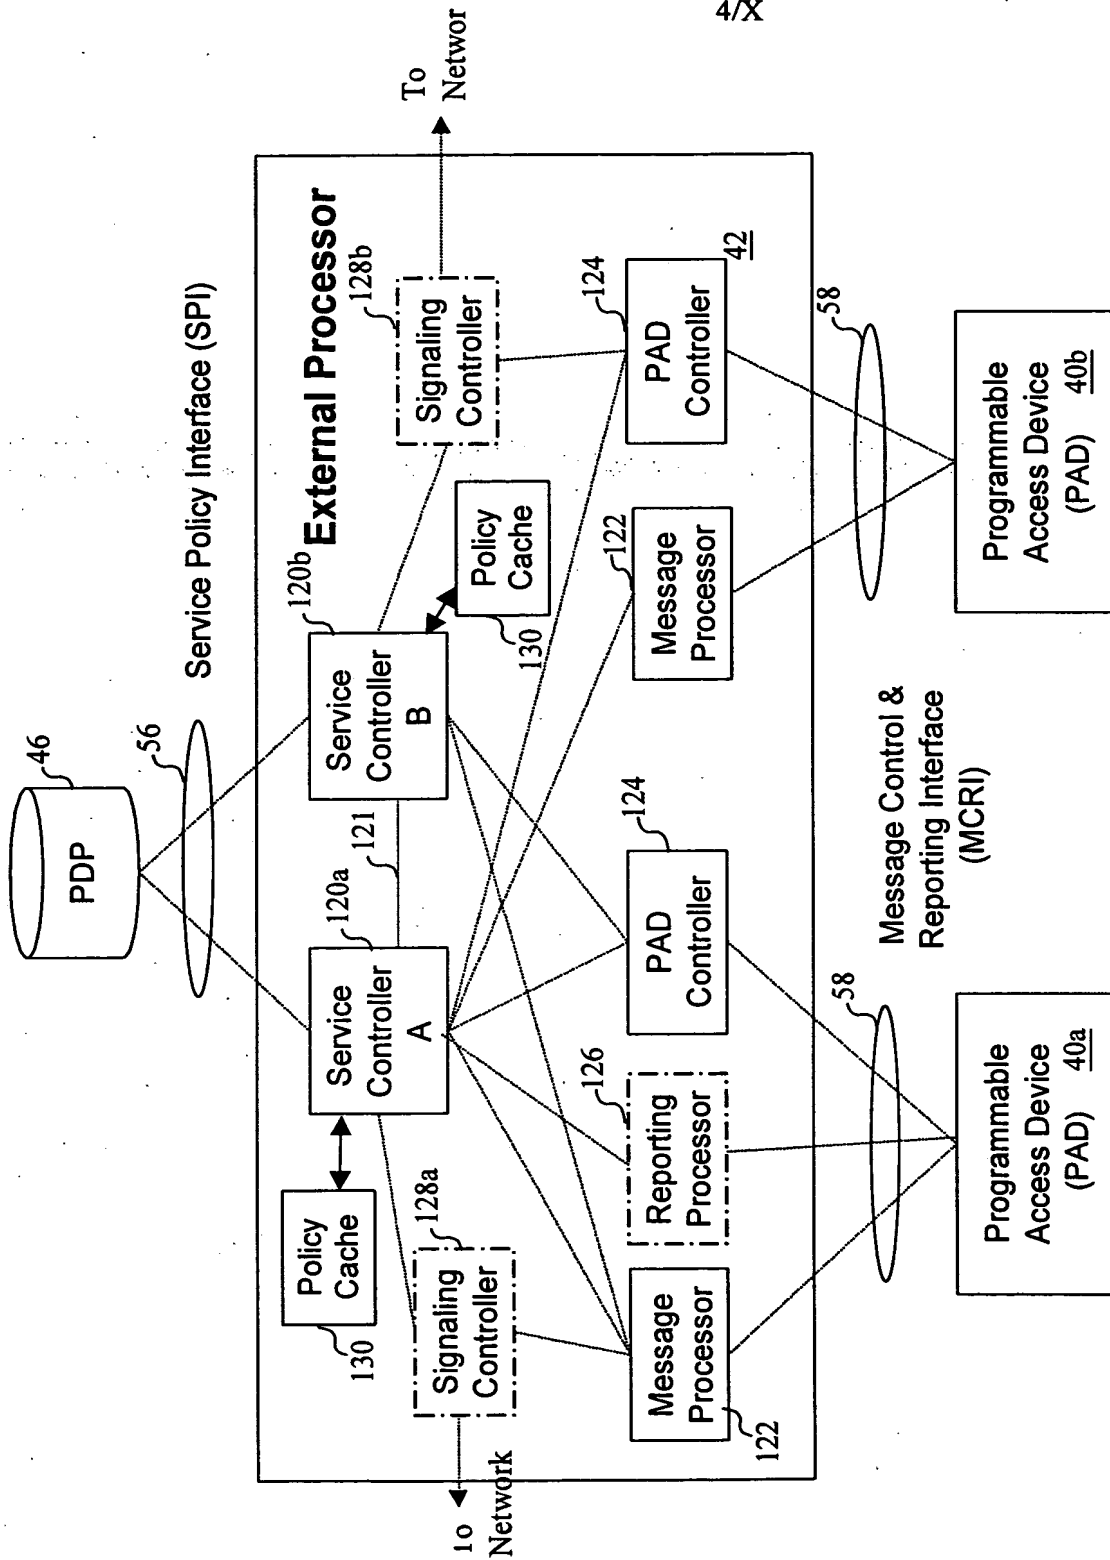 4/X
PDP
46
56
Service Policy Interface (SPI)
External Processor
Service
Controller
A
120a
121
Service
Controller
B
120b
Policy
Cache
130
Policy
Cache
130
Signaling
Controller
128a
Signaling
Controller
128b
To
Network
To
Networ
Message
Processor
122
Reporting
Processor
126
PAD
Controller
124
Message
Processor
122
PAD
Controller
124
42
58
Message Control &
Reporting Interface
(MCRI)
58
Programmable
Access Device
(PAD) 40a
Programmable
Access Device
(PAD) 40b